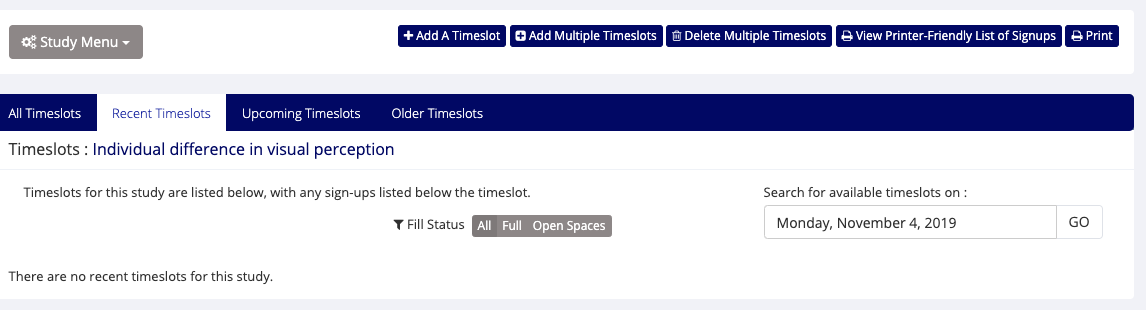 Study Menu
Add A Timeslot Add Multiple Timeslots Delete Multiple Timeslots View Printer-Friendly List of Signups Print
All Timeslots Recent Timeslots Upcoming Timeslots Older Timeslots
Timeslots : Individual difference in visual perception
Timeslots for this study are listed below, with any sign-ups listed below the timeslot.
Search for available timeslots on :
Fill Status All Full Open Spaces
Monday, November 4, 2019 GO
There are no recent timeslots for this study.